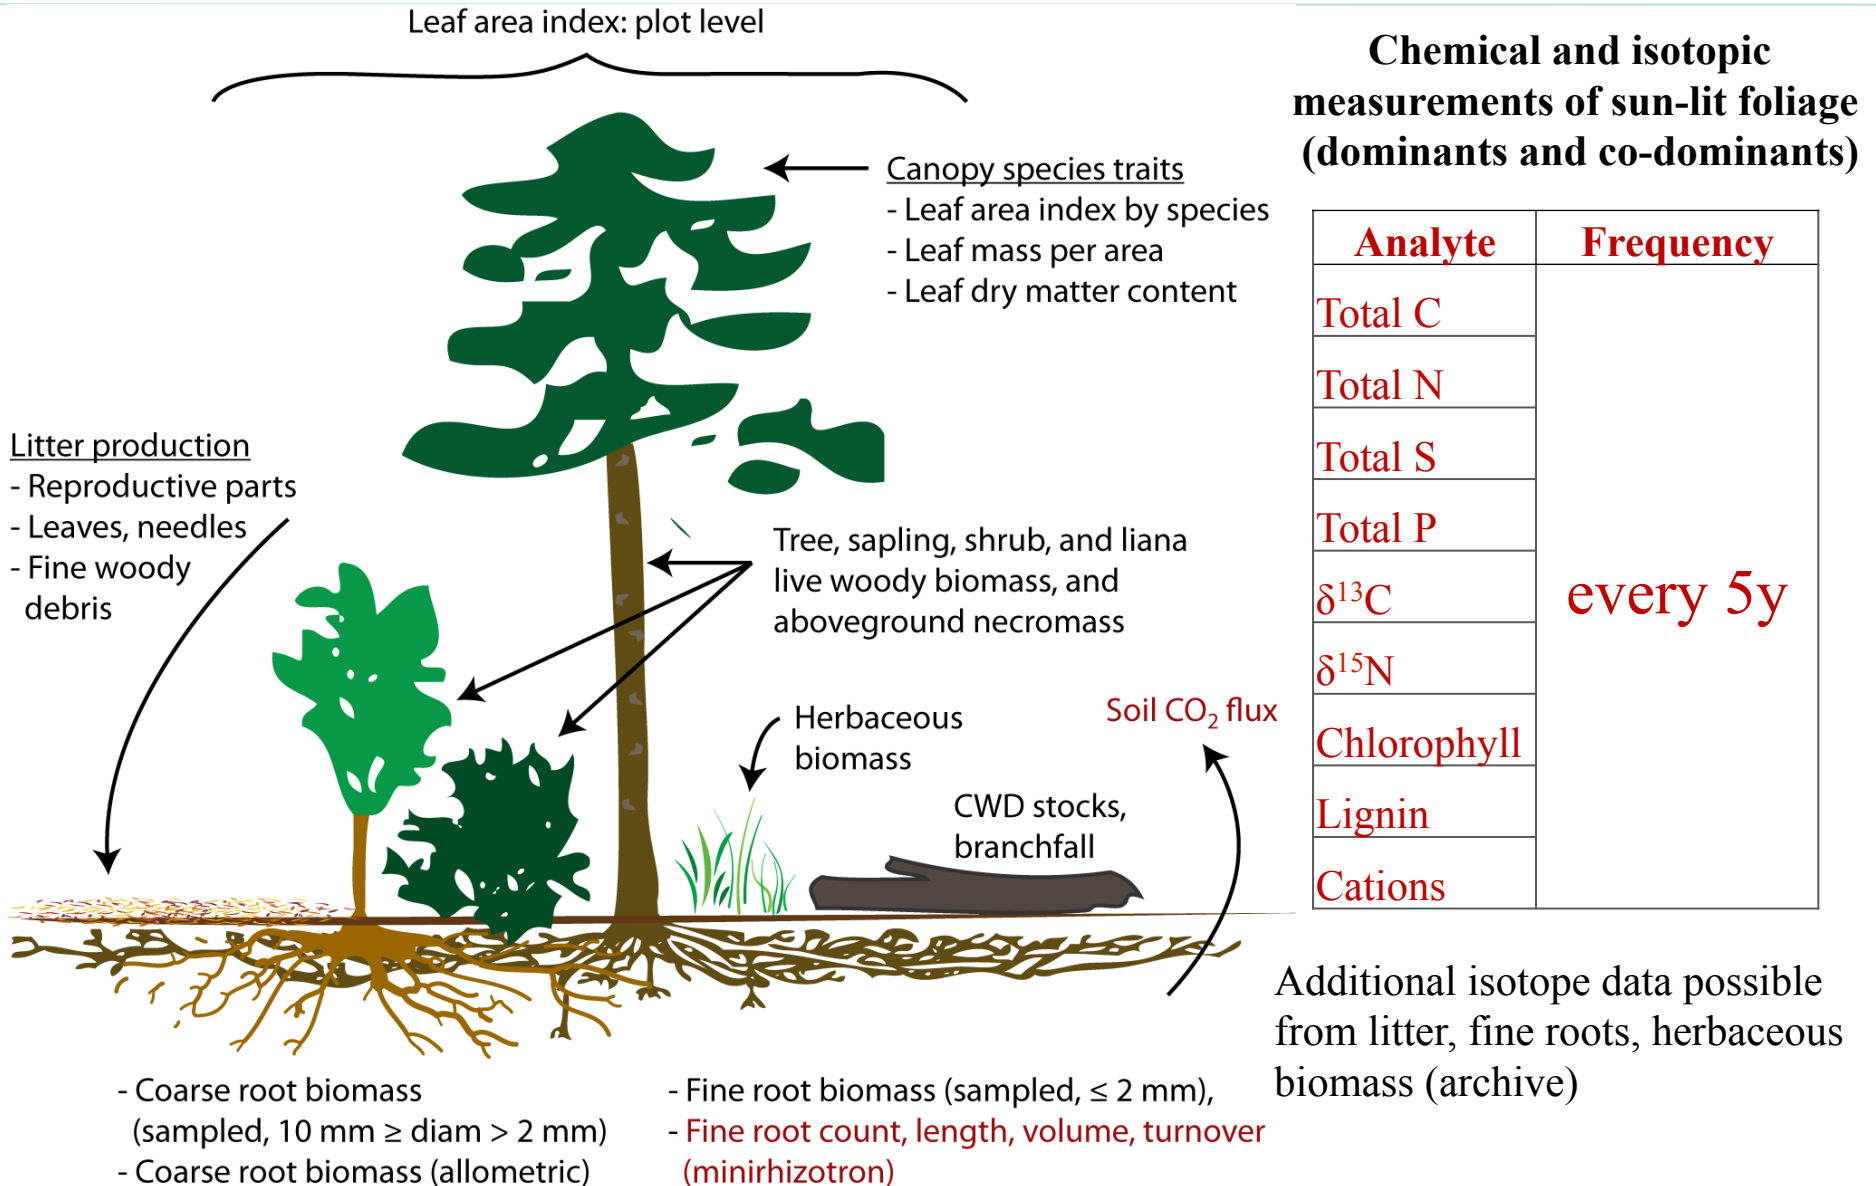 Leaf area index: plot level
Canopy species traits
- Leaf area index by species
- Leaf mass per area
- Leaf dry matter content
Litter production
- Reproductive parts
- Leaves, needles
- Fine woody
debris
Tree, sapling, shrub, and liana
live woody biomass, and
aboveground necromass
Herbaceous
biomass
Soil CO₂ flux
CWD stocks,
branchfall
- Coarse root biomass
(sampled, 10 mm ≥ diam > 2 mm)
- Coarse root biomass (allometric)
- Fine root biomass (sampled, ≤ 2 mm),
- Fine root count, length, volume, turnover
(minirhizotron)
Chemical and isotopic
measurements of sun-lit foliage
(dominants and co-dominants)
Analyte Frequency
Total C
Total N
Total S
Total P
δ¹³C
every 5y
δ¹⁵N
Chlorophyll
Lignin
Cations
Additional isotope data possible
from litter, fine roots, herbaceous
biomass (archive)